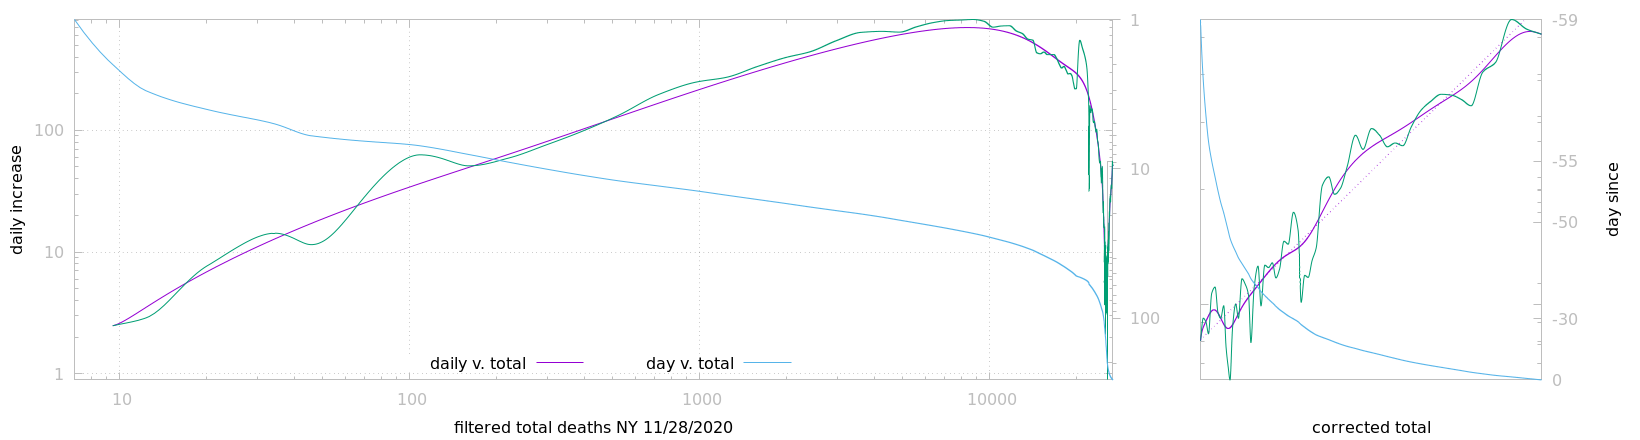 daily increase
100
10
1
10
100
1000
10000
filtered total deaths NY 11/28/2020
daily v. total
day v. total
1
10
100
-59
-55
-50
-30
0
day since
corrected total